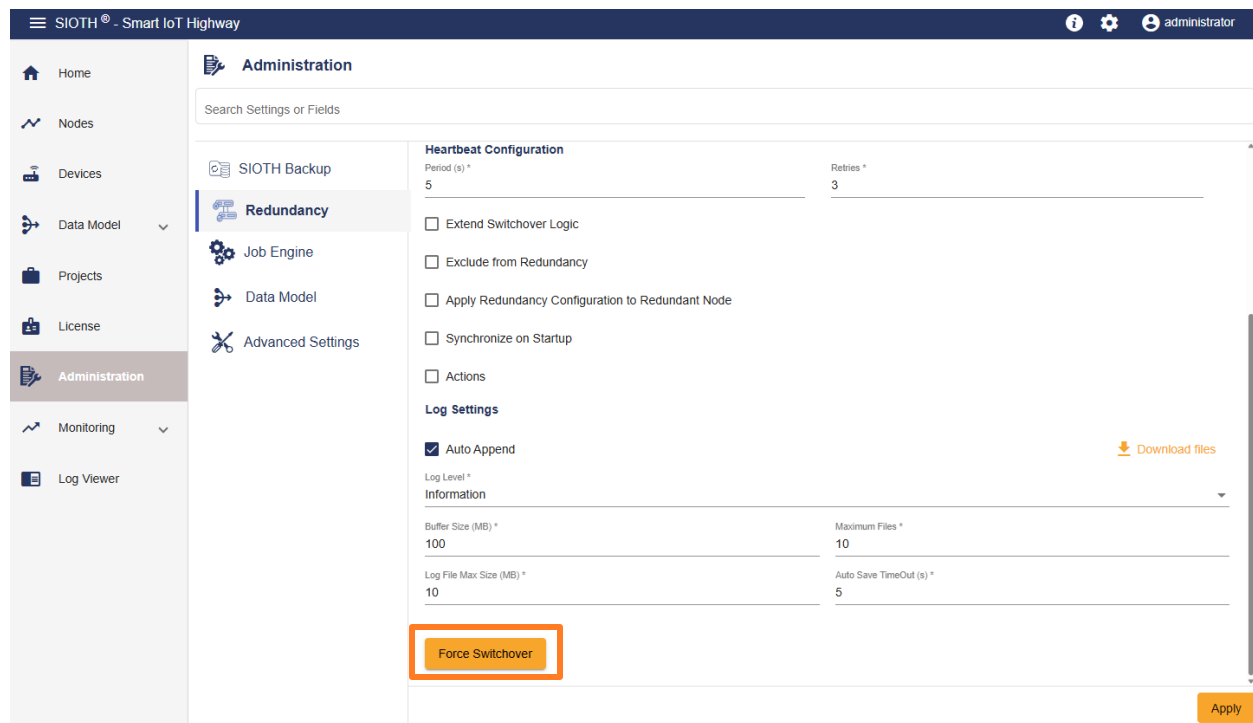 SIOTH ® - Smart IoT Highway
i
administrator
Home
Nodes
Devices
Data Model
Projects
License
Administration
Monitoring
Log Viewer
Administration
Search Settings or Fields
SIOTH Backup
Redundancy
Job Engine
Data Model
Advanced Settings
Heartbeat Configuration
Period (s) *
5
Retries *
3
Extend Switchover Logic
Exclude from Redundancy
Apply Redundancy Configuration to Redundant Node
Synchronize on Startup
Actions
Log Settings
Auto Append
Download files
Log Level *
Information
Buffer Size (MB) *
100
Maximum Files *
10
Log File Max Size (MB) *
10
Auto Save TimeOut (s) *
5
Force Switchover
Apply